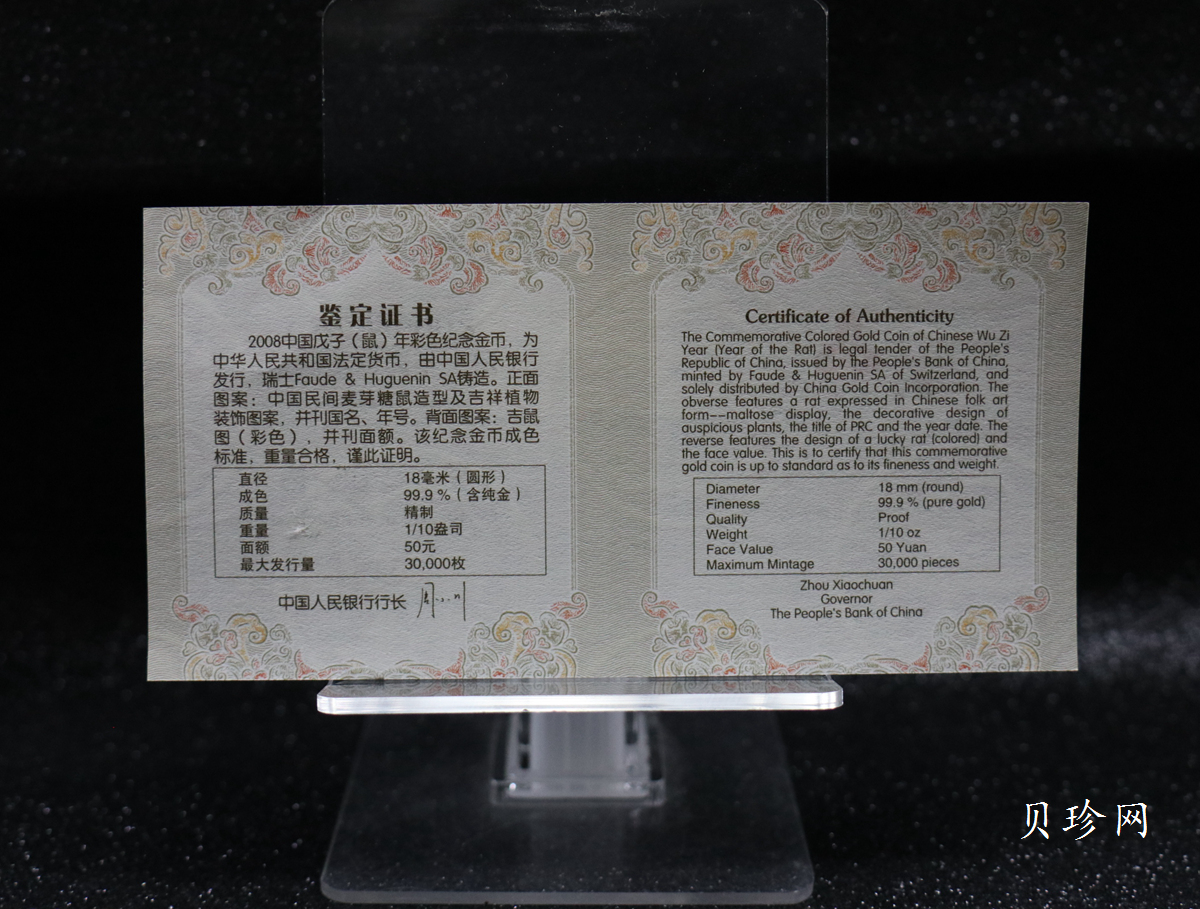 鉴定证书
2008中国戊子（鼠）年彩色纪念金币，为
中华人民共和国法定货币，由中国人民银行
发行，瑞士Faude & Huguenin SA铸造。正面
图案：中国民间麦芽糖鼠造型及吉祥植物
装饰图案，并刊国名、年号。背面图案：吉鼠
图（彩色），并刊面额。该纪念金币成色
标准，重量合格，谨此证明。
直径 18毫米（圆形）
成色 99.9 %（含纯金）
质量 精制
重量 1/10盎司
面额 50元
最大发行量 30,000枚
中国人民银行行长
Certificate of Authenticity
The Commemorative Colored Gold Coin of Chinese Wu Zi
Year (Year of the Rat) is legal tender of the People's
Republic of China, issued by the People's Bank of China,
minted by Faude & Huguenin SA of Switzerland, and
solely distributed by China Gold Coin Incorporation. The
obverse features a rat expressed in Chinese folk art
form--maltose display, the decorative design of
auspicious plants, the title of PRC and the year date. The
reverse features the design of a lucky rat (colored) and
the face value. This is to certify that this commemorative
gold coin is up to standard as to its fineness and weight.
Diameter 18 mm (round)
Fineness 99.9 % (pure gold)
Quality Proof
Weight 1/10 oz
Face Value 50 Yuan
Maximum Mintage 30,000 pieces
Zhou Xiaochuan
Governor
The People's Bank of China
贝珍网